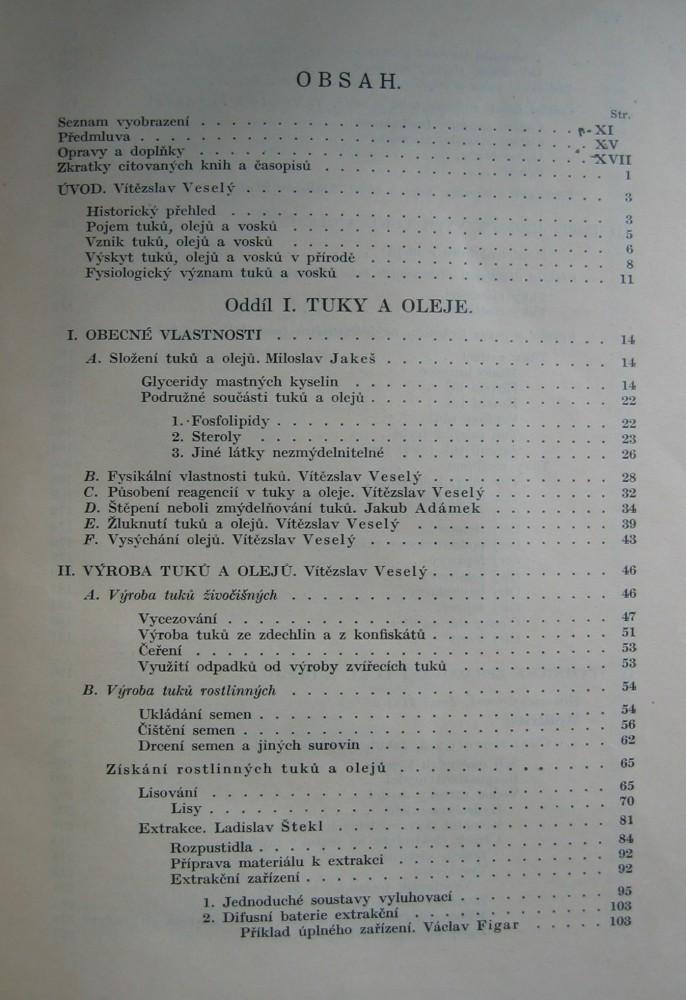 OBSAH.
Str.
Seznam vyobrazení . . . . . . . . . . . . . . . . . . . . XI
Předmluva . . . . . . . . . . . . . . . . . . . . XV
Opravy a doplňky . . . . . . . . . . . . . . . . . . . . XVII
Zkratky citovaných knih a časopisů . . . . . . . . . . . . . . . 1
ÚVOD. Vítězslav Veselý . . . . . . . . . . . . . . . . . . 3
Historický přehled . . . . . . . . . . . . . . . . . . 3
Pojem tuků, olejů a vosků . . . . . . . . . . . . . . . . 5
Vznik tuků, olejů a vosků . . . . . . . . . . . . . . . . 6
Výskyt tuků, olejů a vosků v přírodě . . . . . . . . . . . . . 8
Fysiologický význam tuků a vosků . . . . . . . . . . . . . . 11
Oddíl I. TUKY A OLEJE.
I. OBECNÉ VLASTNOSTI . . . . . . . . . . . . . . . . . 14
A. Složení tuků a olejů. Miloslav Jakeš . . . . . . . . . . . . 14
Glyceridy mastných kyselin . . . . . . . . . . . . . . 14
Podružné součásti tuků a olejů . . . . . . . . . . . . . 22
1. Fosfolipidy . . . . . . . . . . . . . . . . . 22
2. Steroly . . . . . . . . . . . . . . . . . . 23
3. Jiné látky nezmýdelnitelné . . . . . . . . . . . . 26
B. Fysikální vlastnosti tuků. Vítězslav Veselý . . . . . . . . . . 28
C. Působení reagencií v tuky a oleje. Vítězslav Veselý . . . . . . . . 32
D. Štěpení neboli zmýdelňování tuků. Jakub Adámek . . . . . . . 34
E. Žluknutí tuků a olejů. Vítězslav Veselý . . . . . . . . . . . 39
F. Vysýchání olejů. Vítězslav Veselý . . . . . . . . . . . . . 43
II. VÝROBA TUKŮ A OLEJŮ. Vítězslav Veselý . . . . . . . . . . 46
A. Výroba tuků živočišných . . . . . . . . . . . . . . . . 46
Vycezování . . . . . . . . . . . . . . . . . . . 47
Výroba tuků ze zdechlin a z konfiskátů . . . . . . . . . . 51
Čeření . . . . . . . . . . . . . . . . . . . . 53
Využití odpadků od výroby zvířecích tuků . . . . . . . . . 53
B. Výroba tuků rostlinných . . . . . . . . . . . . . . . . 54
Ukládání semen . . . . . . . . . . . . . . . . . 54
Čištění semen . . . . . . . . . . . . . . . . . . 56
Drcení semen a jiných surovin . . . . . . . . . . . . . 62
Získání rostlinných tuků a olejů . . . . . . . . . . . . . 65
Lisování . . . . . . . . . . . . . . . . . . . 65
Lisy . . . . . . . . . . . . . . . . . . . . 70
Extrakce. Ladislav Štekl . . . . . . . . . . . . . . . 81
Rozpustidla . . . . . . . . . . . . . . . . . . 84
Příprava materiálu k extrakci . . . . . . . . . . . . 92
Extrakční zařízení . . . . . . . . . . . . . . . . 92
1. Jednoduché soustavy vyluhovací . . . . . . . . . 95
2. Difusní baterie extrakční . . . . . . . . . . . 103
Příklad úplného zařízení. Václav Figar . . . . . 103